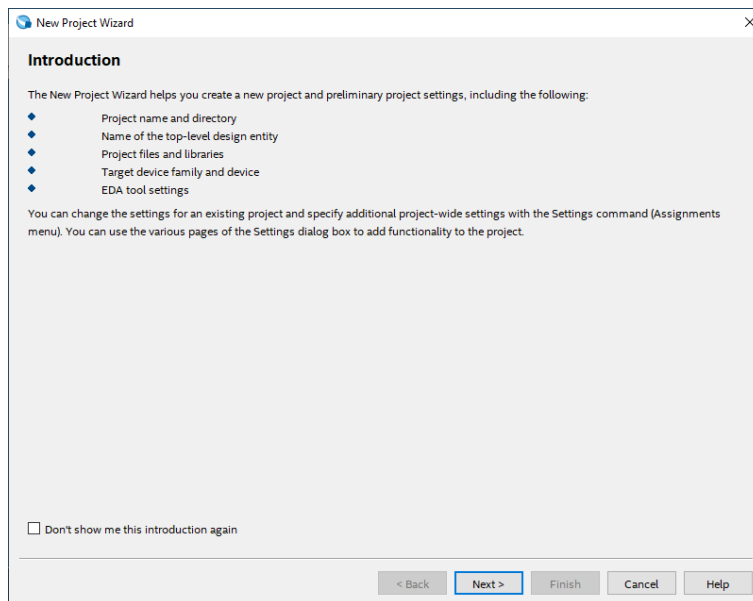 New Project Wizard
Introduction
The New Project Wizard helps you create a new project and preliminary project settings, including the following:
Project name and directory
Name of the top-level design entity
Project files and libraries
Target device family and device
EDA tool settings
You can change the settings for an existing project and specify additional project-wide settings with the Settings command (Assignments
menu). You can use the various pages of the Settings dialog box to add functionality to the project.
Don't show me this introduction again
< Back Next > Finish Cancel Help